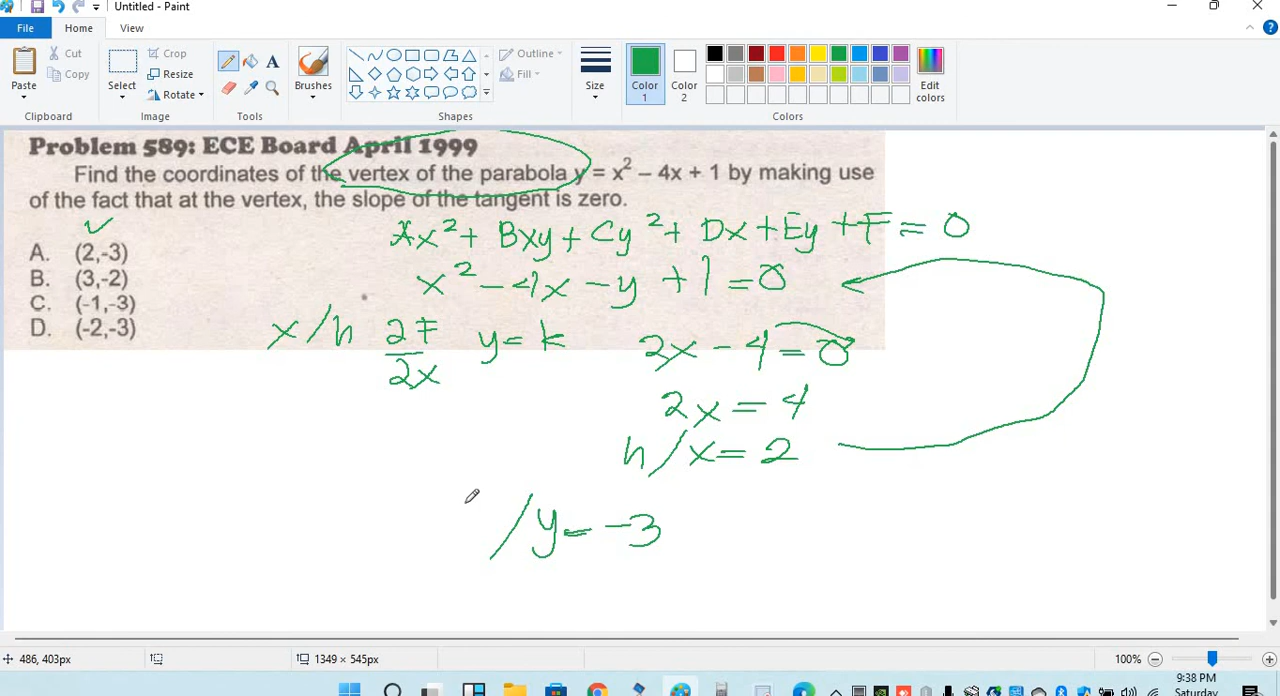 Untitled - Paint
File Home View
Paste Cut Copy Select Crop Resize Rotate A Brushes Outline Fill Size Color 1 Color 2 Edit colors
Clipboard Image Tools Shapes Colors
Problem 589: ECE Board April 1999
Find the coordinates of the vertex of the parabola y = x² – 4x + 1 by making use
of the fact that at the vertex, the slope of the tangent is zero.
Ax² + Bxy + Cy² + Dx + Ey + F = 0
A. (2,-3)
B. (3,-2)
x² - 4x - y + 1 = 0
C. (-1,-3)
D. (-2,-3)
x/h 2F/2x y = k 2x - 4 = 0
2x = 4
h/x = 2
/y = -3
486, 403px 1349 × 545px 100%
9:38 PM
Saturday